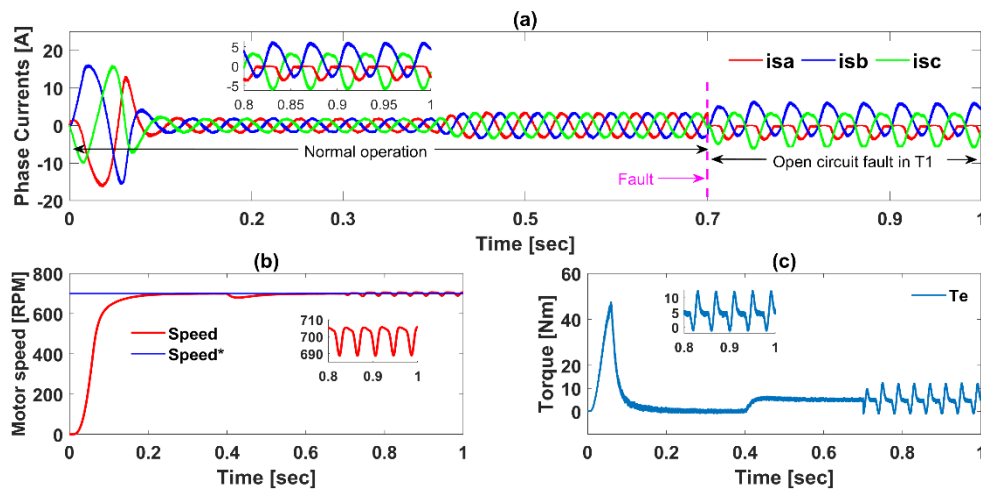 (a)
Phase Currents [A]
20
10
0
-10
-20
5
0
-5
0.8 0.85 0.9 0.95 1
isa isb isc
Normal operation
Fault
Open circuit fault in T1
0 0.2 0.3 0.5 0.7 0.9 1
Time [sec]
(b)
Motor speed [RPM]
800
600
400
200
0
Speed
Speed*
710
700
690
0.8 0.9 1
0 0.2 0.4 0.6 0.8 1
Time [sec]
(c)
Torque [Nm]
60
40
20
10
0
10
5
0
0.8 0.9 1
Te
0 0.2 0.4 0.6 0.8 1
Time [sec]